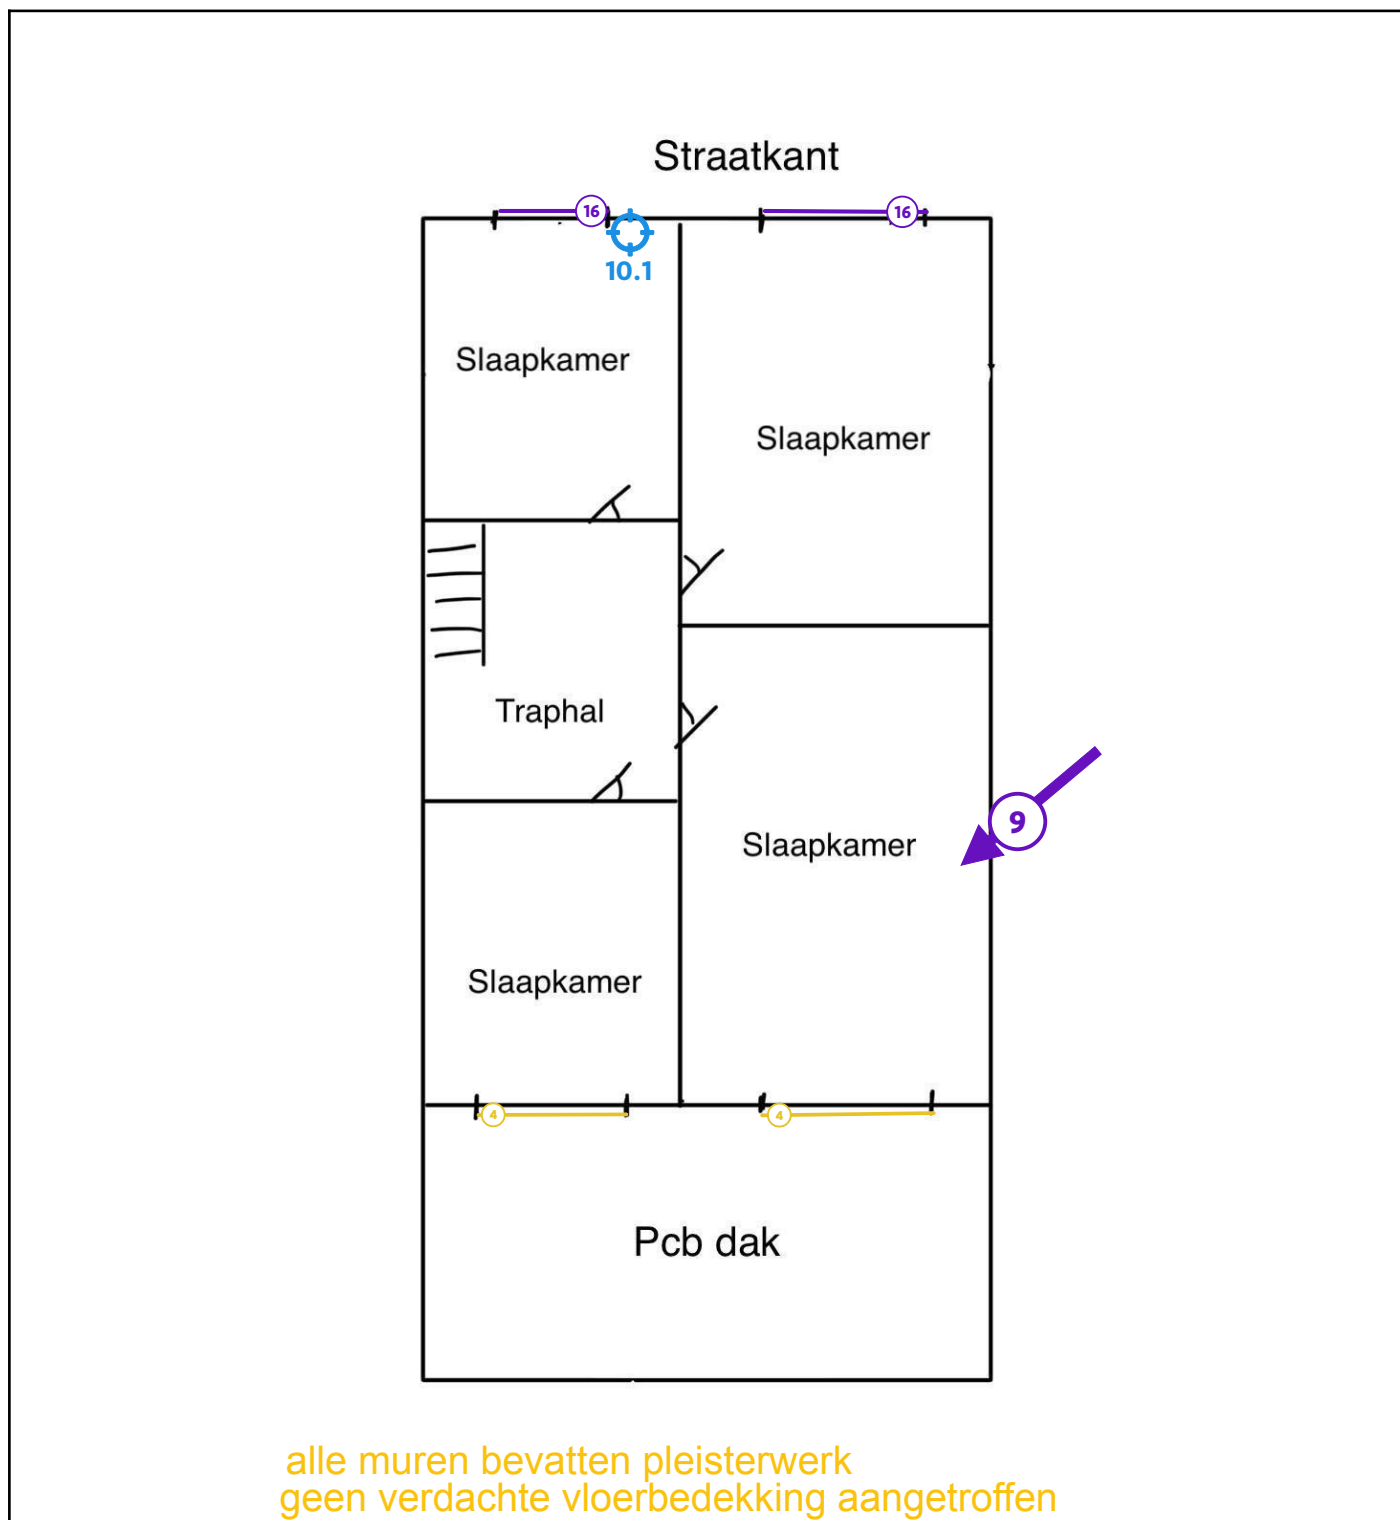 Straatkant
16
16
10.1
Slaapkamer
Slaapkamer
Traphal
9
Slaapkamer
Slaapkamer
4
4
Pcb dak
alle muren bevatten pleisterwerk
geen verdachte vloerbedekking aangetroffen